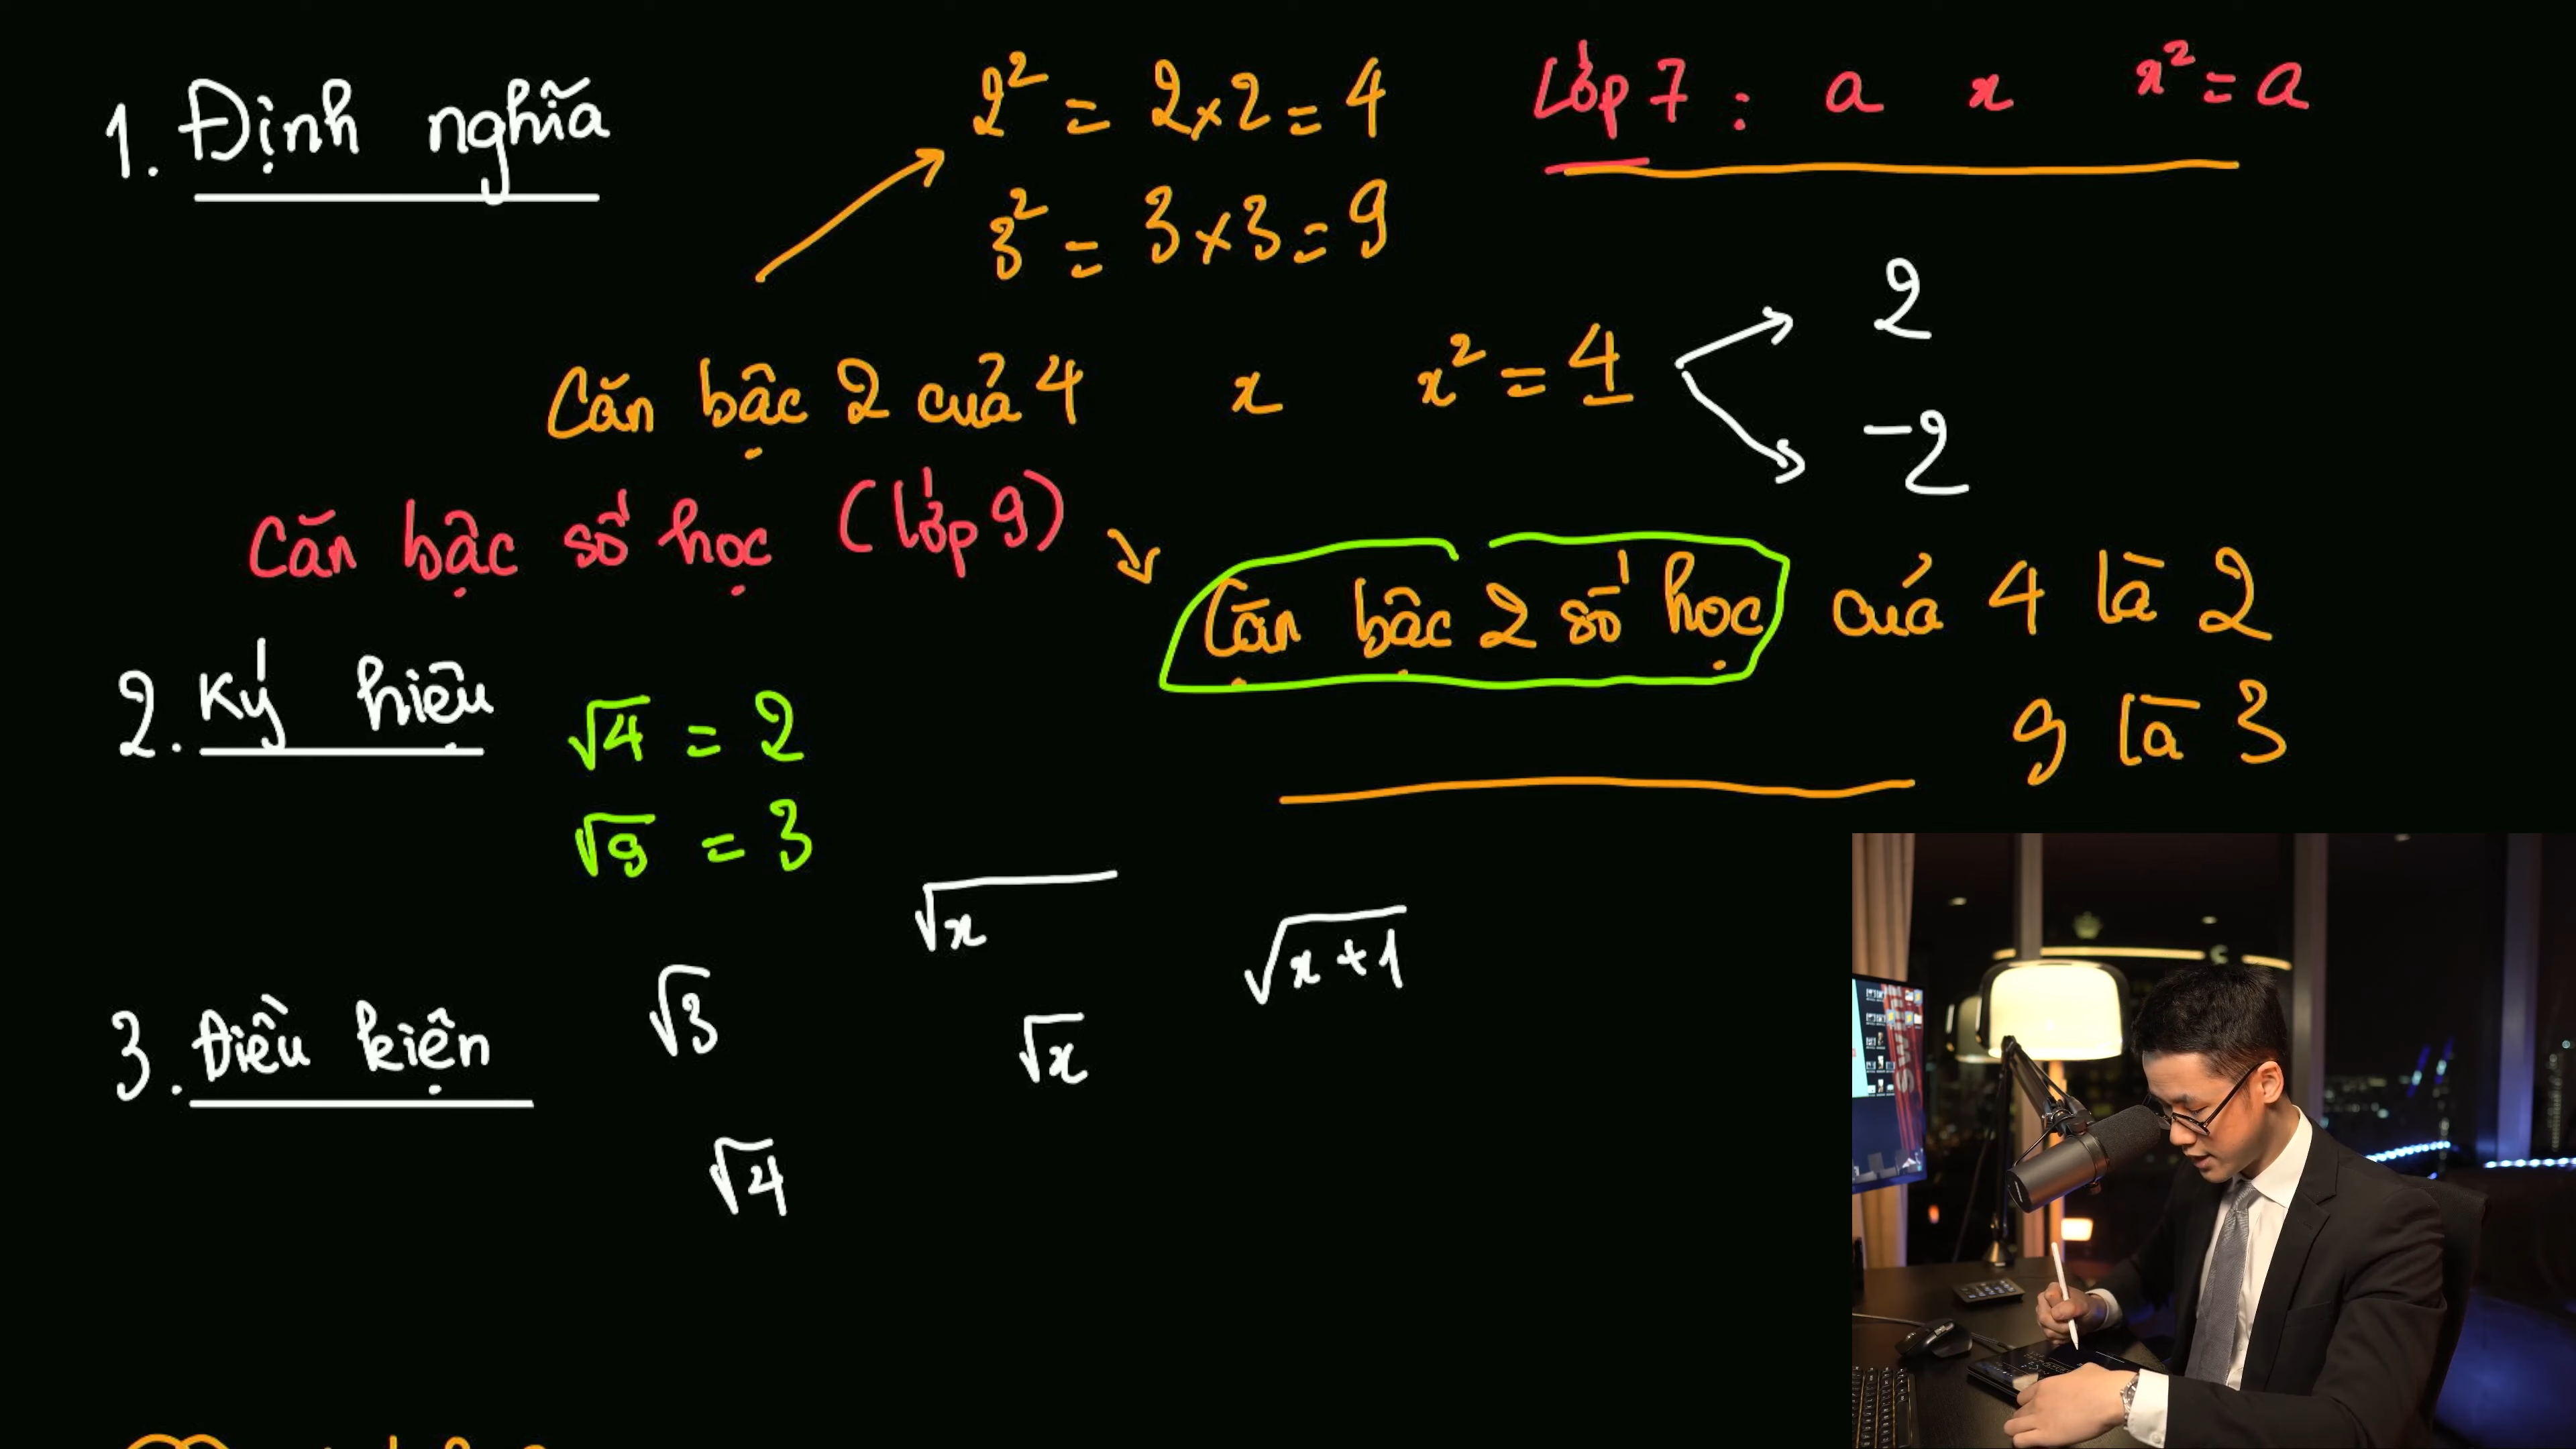 1. Định nghĩa
2² = 2×2 = 4
3² = 3×3 = 9
Lớp 7 : a x x² = a
Căn bậc 2 của 4 x x² = 4
2
-2
Căn bậc số học (lớp 9)
Căn bậc 2 số học của 4 là 2
9 là 3
2. Ký hiệu
√4 = 2
√9 = 3
√x
√x+1
3. Điều kiện
√3
√x
√4